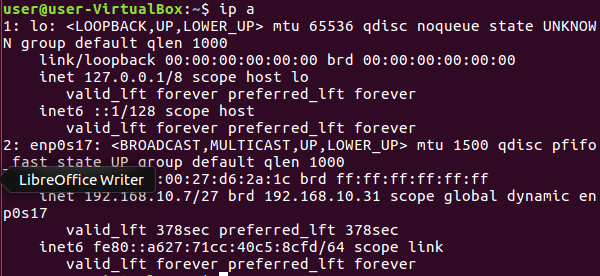 user@user-VirtualBox:~$ ip a
1: lo: <LOOPBACK,UP,LOWER_UP> mtu 65536 qdisc noqueue state UNKNOW
N group default qlen 1000
    link/loopback 00:00:00:00:00:00 brd 00:00:00:00:00:00
    inet 127.0.0.1/8 scope host lo
       valid_lft forever preferred_lft forever
    inet6 ::1/128 scope host
       valid_lft forever preferred_lft forever
2: enp0s17: <BROADCAST,MULTICAST,UP,LOWER_UP> mtu 1500 qdisc pfifo
_fast state UP group default qlen 1000
LibreOffice Writer :00:27:d6:2a:1c brd ff:ff:ff:ff:ff:ff
    inet 192.168.10.7/27 brd 192.168.10.31 scope global dynamic en
p0s17
       valid_lft 378sec preferred_lft 378sec
    inet6 fe80::a627:71cc:40c5:8cfd/64 scope link
       valid_lft forever preferred_lft forever